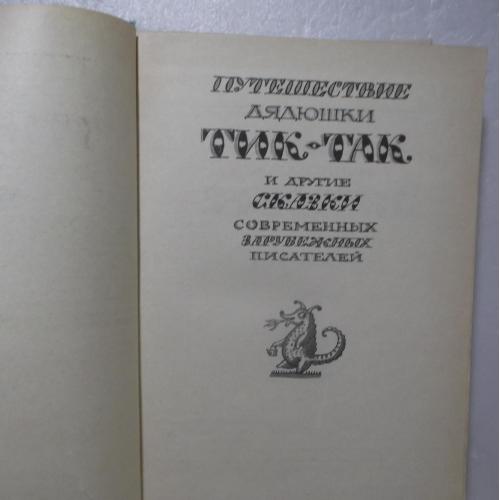 ПУТЕШЕСТВИЕ
ДЯДЮШКИ
ТИК-ТАК
И ДРУГИЕ
СКАЗКИ
СОВРЕМЕННЫХ
ЗАРУБЕЖНЫХ
ПИСАТЕЛЕЙ